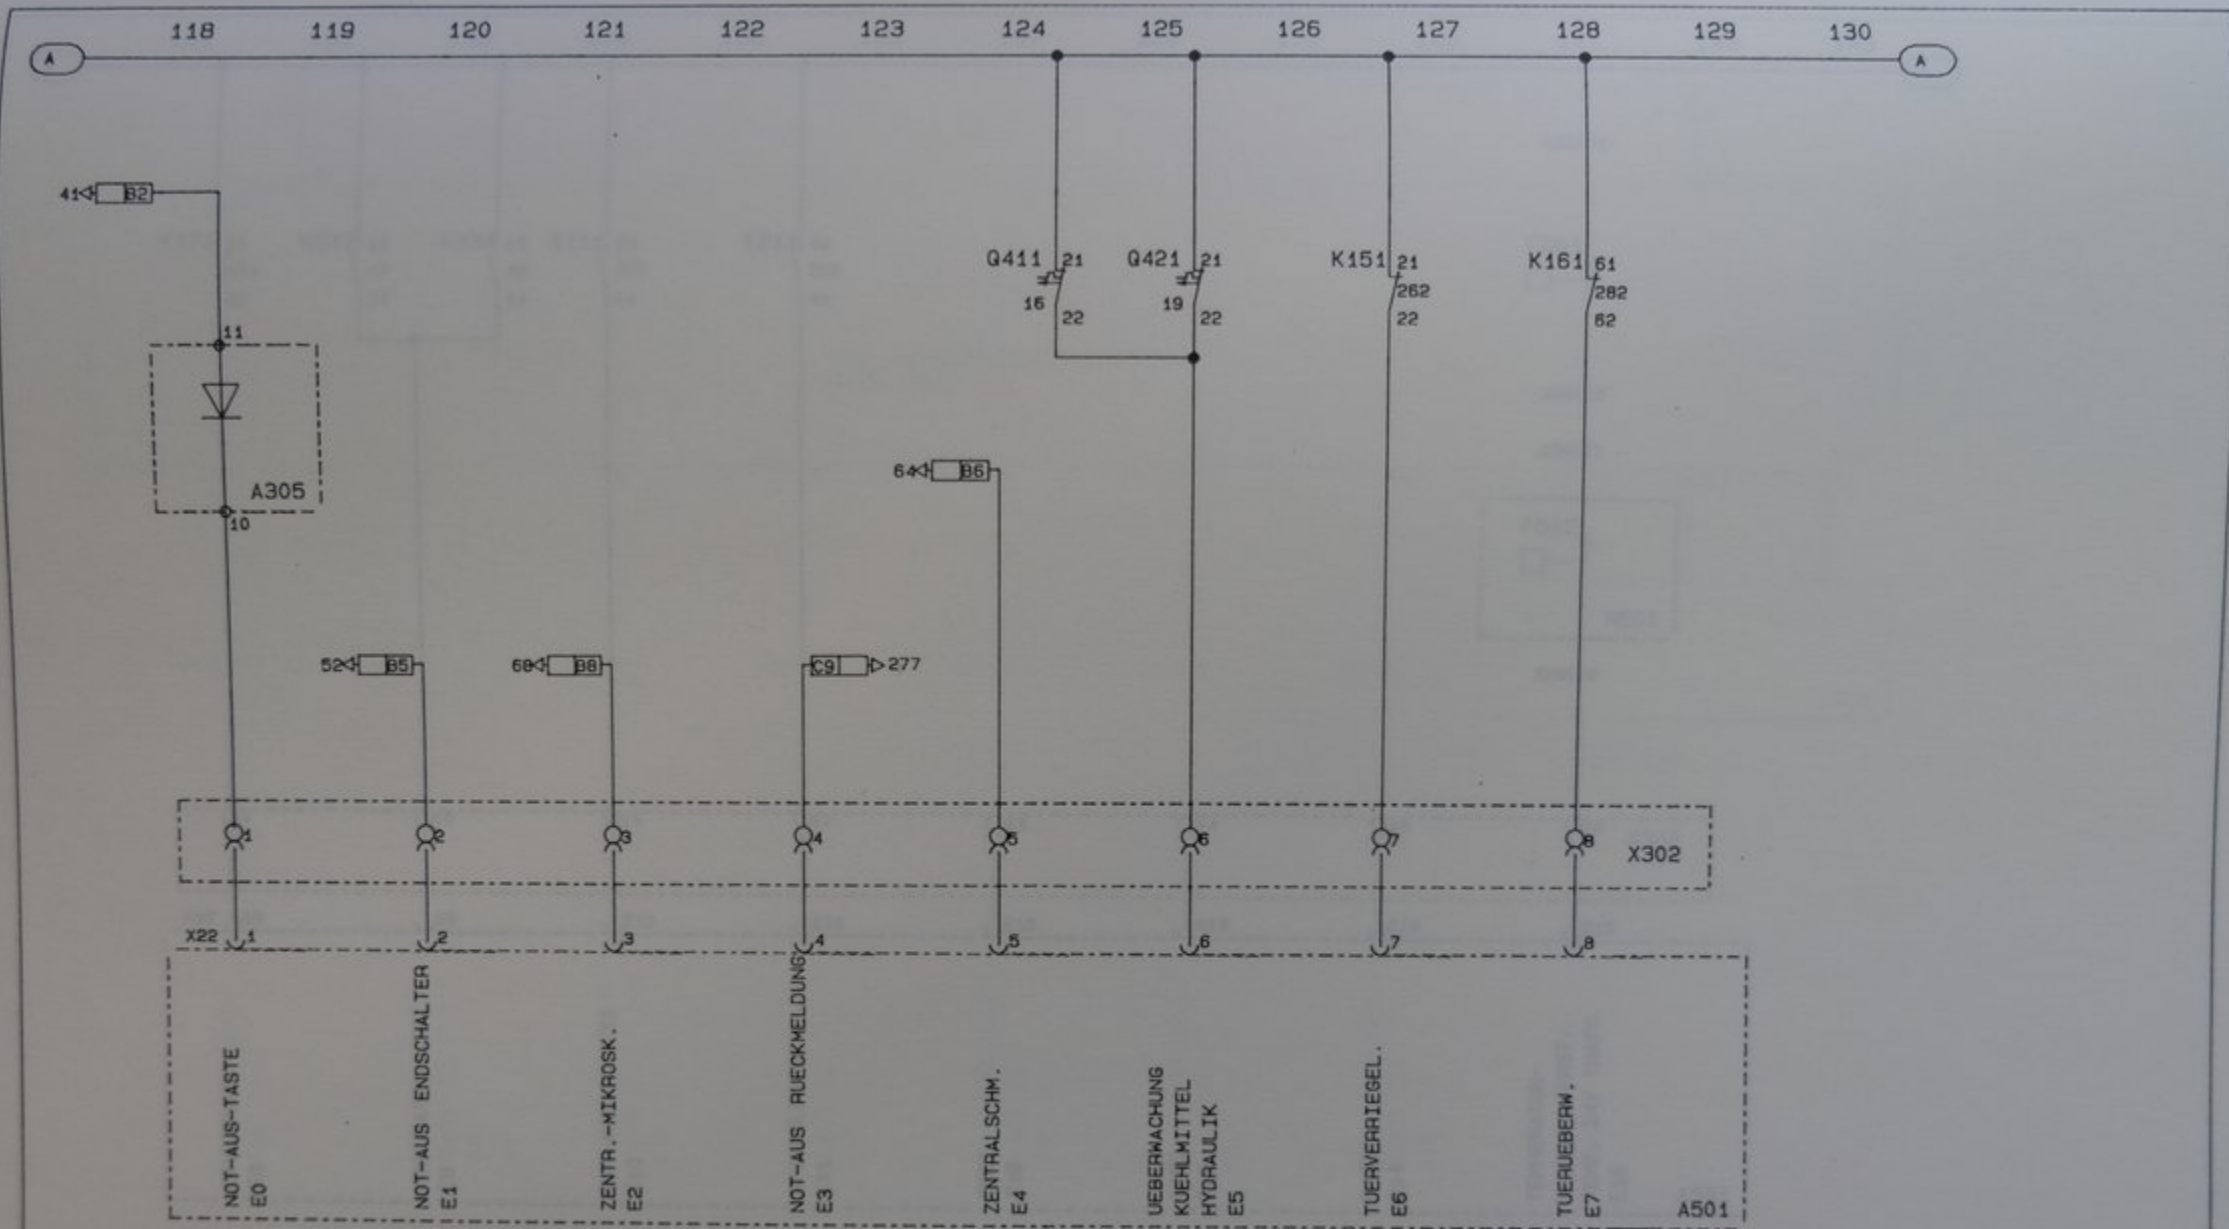 118 119 120 121 122 123 124 125 126 127 128 129 130
A A
41 B2
Q411 21 Q421 21 K151 21 K161 61
262 282
16 22 19 22 22 62
11
A305
10
64 B6
52 B5 68 B8 C9 277
1 2 3 4 5 6 7 8
X302
X22 1 2 3 4 5 6 7 8
NOT-AUS-TASTE
E0
NOT-AUS ENDSCHALTER
E1
ZENTR.-MIKROSK.
E2
NOT-AUS RUECKMELDUNG
E3
ZENTRALSCHM.
E4
UEBERWACHUNG
KUEHLMITTEL
HYDRAULIK
E5
TUERVERRIEGEL.
E6
TUERUEBERW.
E7
A501